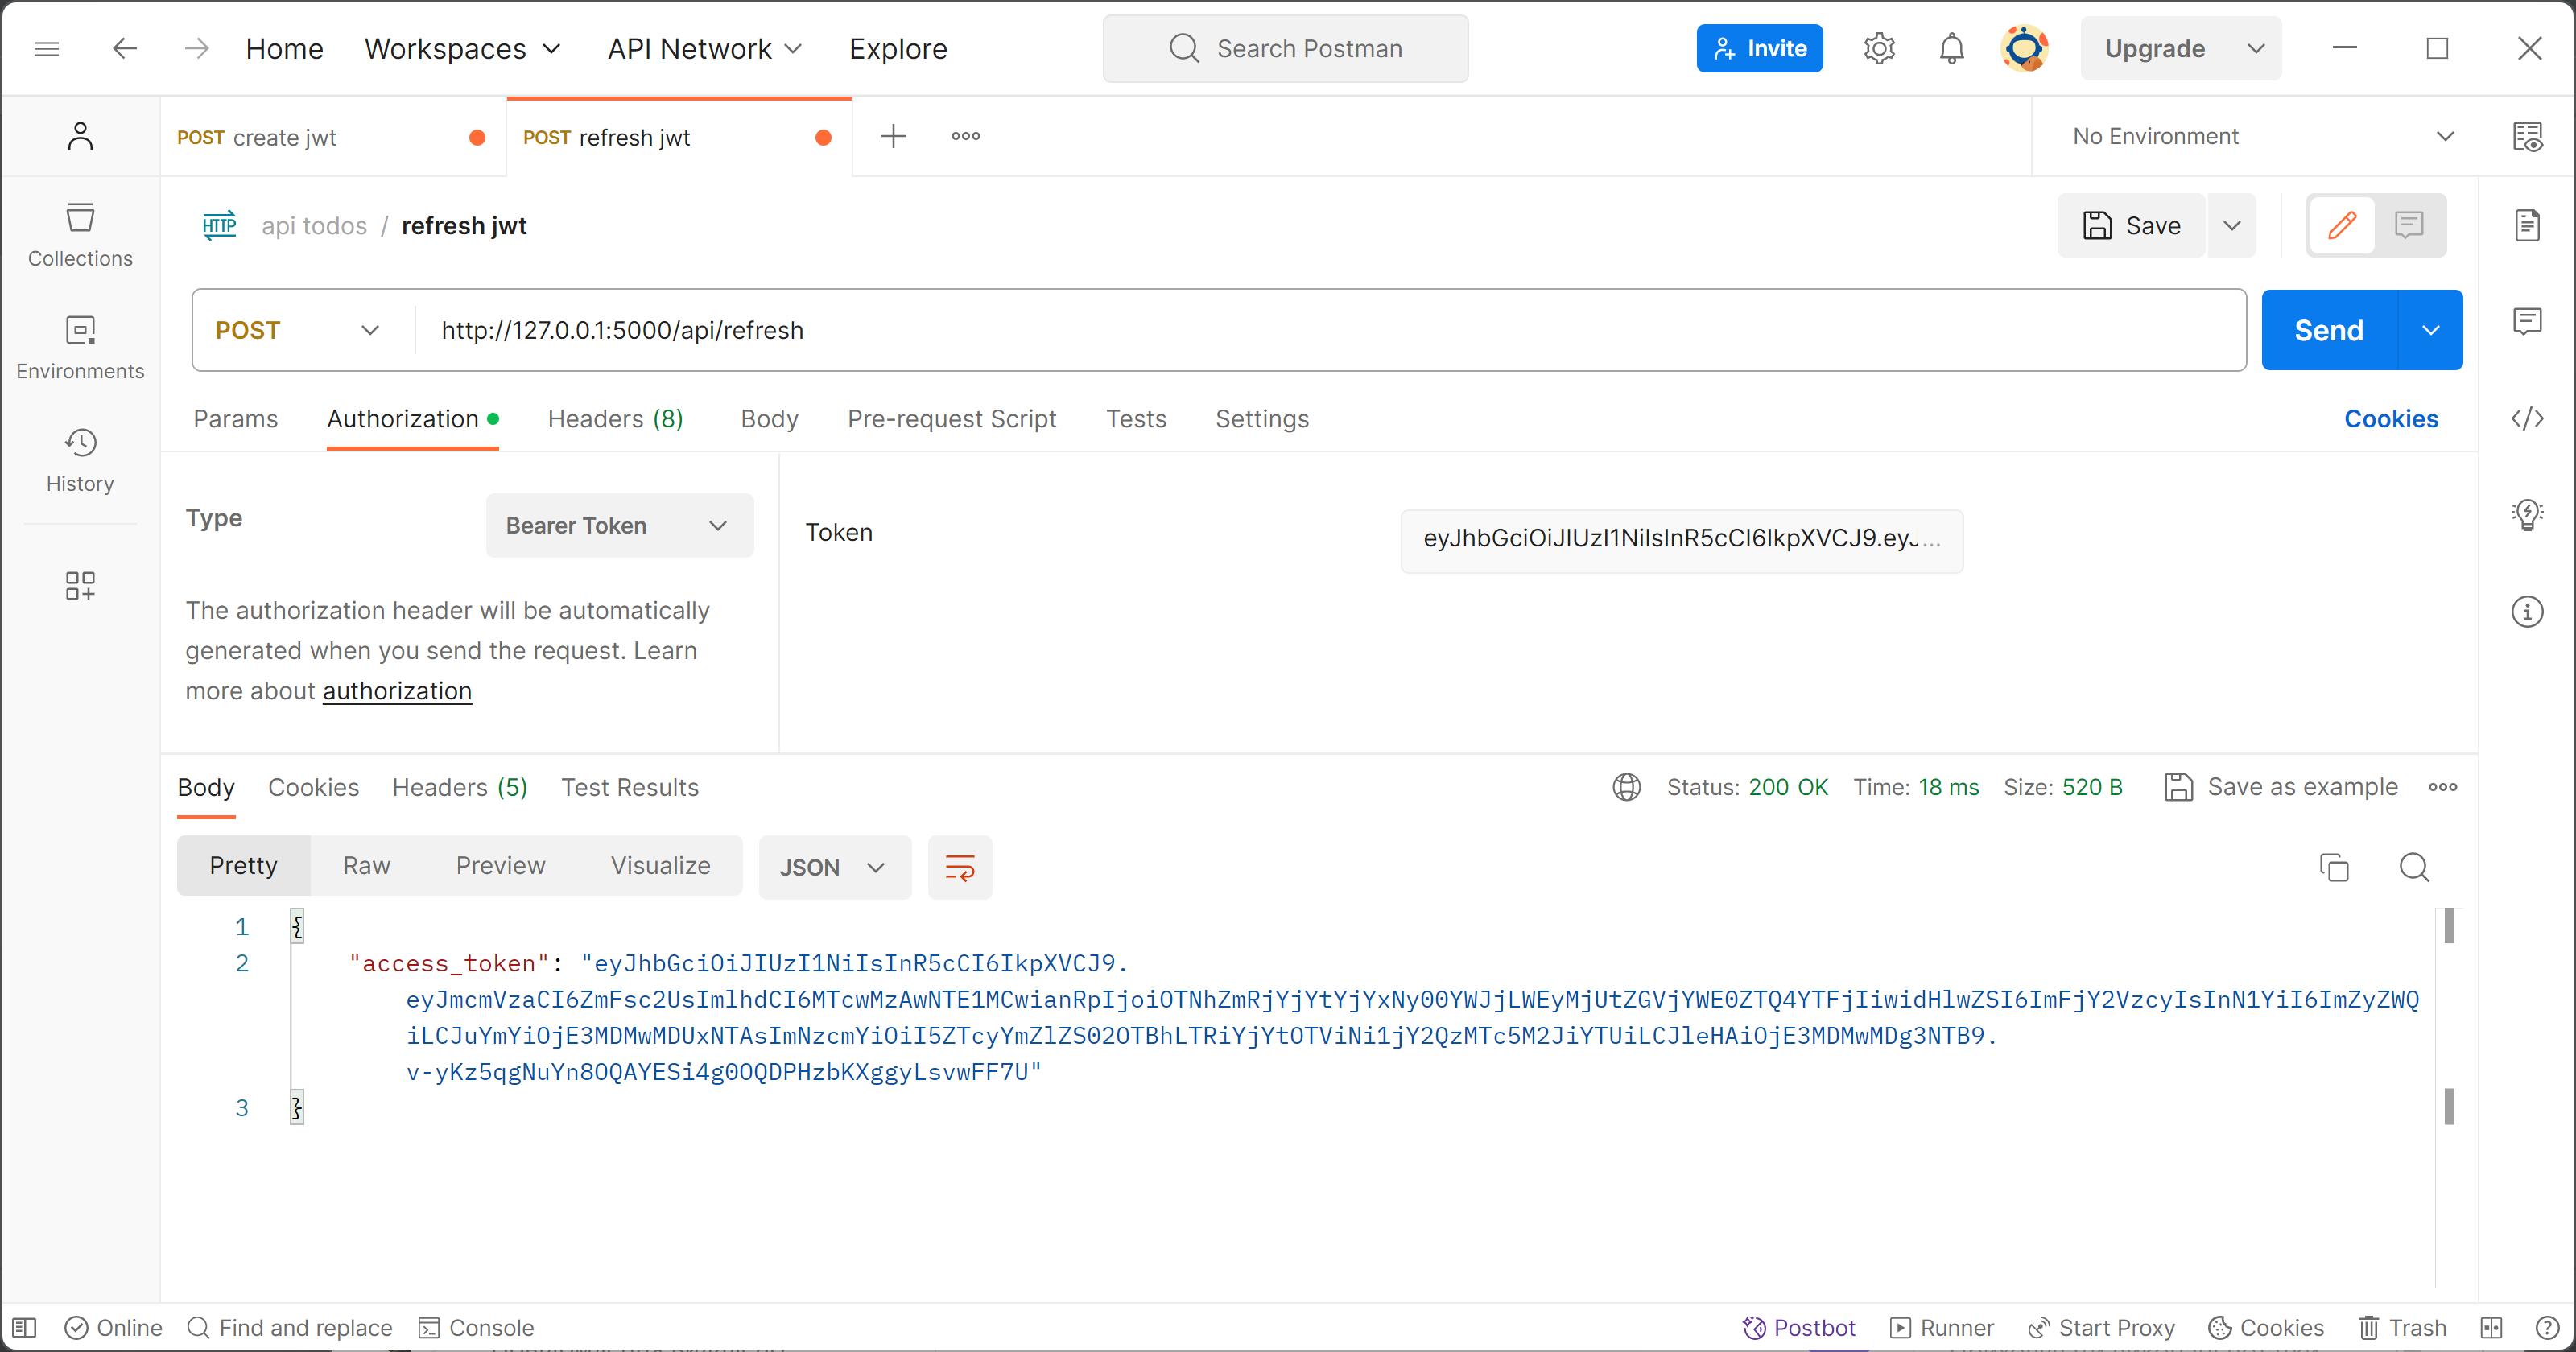 Home Workspaces API Network Explore Search Postman Invite Upgrade
POST create jwt POST refresh jwt No Environment
HTTP api todos / refresh jwt Save
Collections
Environments
History
POST http://127.0.0.1:5000/api/refresh Send
Params Authorization Headers (8) Body Pre-request Script Tests Settings Cookies
Type Bearer Token
Token eyJhbGciOiJIUzI1NiIsInR5cCI6IkpXVCJ9.eyJ...
The authorization header will be automatically
generated when you send the request. Learn
more about authorization
Body Cookies Headers (5) Test Results Status: 200 OK Time: 18 ms Size: 520 B Save as example
Pretty Raw Preview Visualize JSON
1 {
2 "access_token": "eyJhbGciOiJIUzI1NiIsInR5cCI6IkpXVCJ9.
eyJmcmVzaCI6ZmFsc2UsImlhdCI6MTcwMzAwNTE1MCwianRpIjoiOTNhZmRjYjYtYjYxNy00YWJjLWEyMjUtZGVjYWE0ZTQ4YTFjIiwidHlwZSI6ImFjY2VzcyIsInN1YiI6ImZyZWQ
iLCJuYmYiOjE3MDMwMDUxNTAsImNzcmYiOiI5ZTcyYmZlZS02OTBhLTRiYjYtOTViNi1jY2QzMTc5M2JiYTUiLCJleHAiOjE3MDMwMDg3NTB9.
v-yKz5qgNuYn8OQAYESi4g0OQDPHzbKXggyLsvwFF7U"
3 }
Online Find and replace Console Postbot Runner Start Proxy Cookies Trash